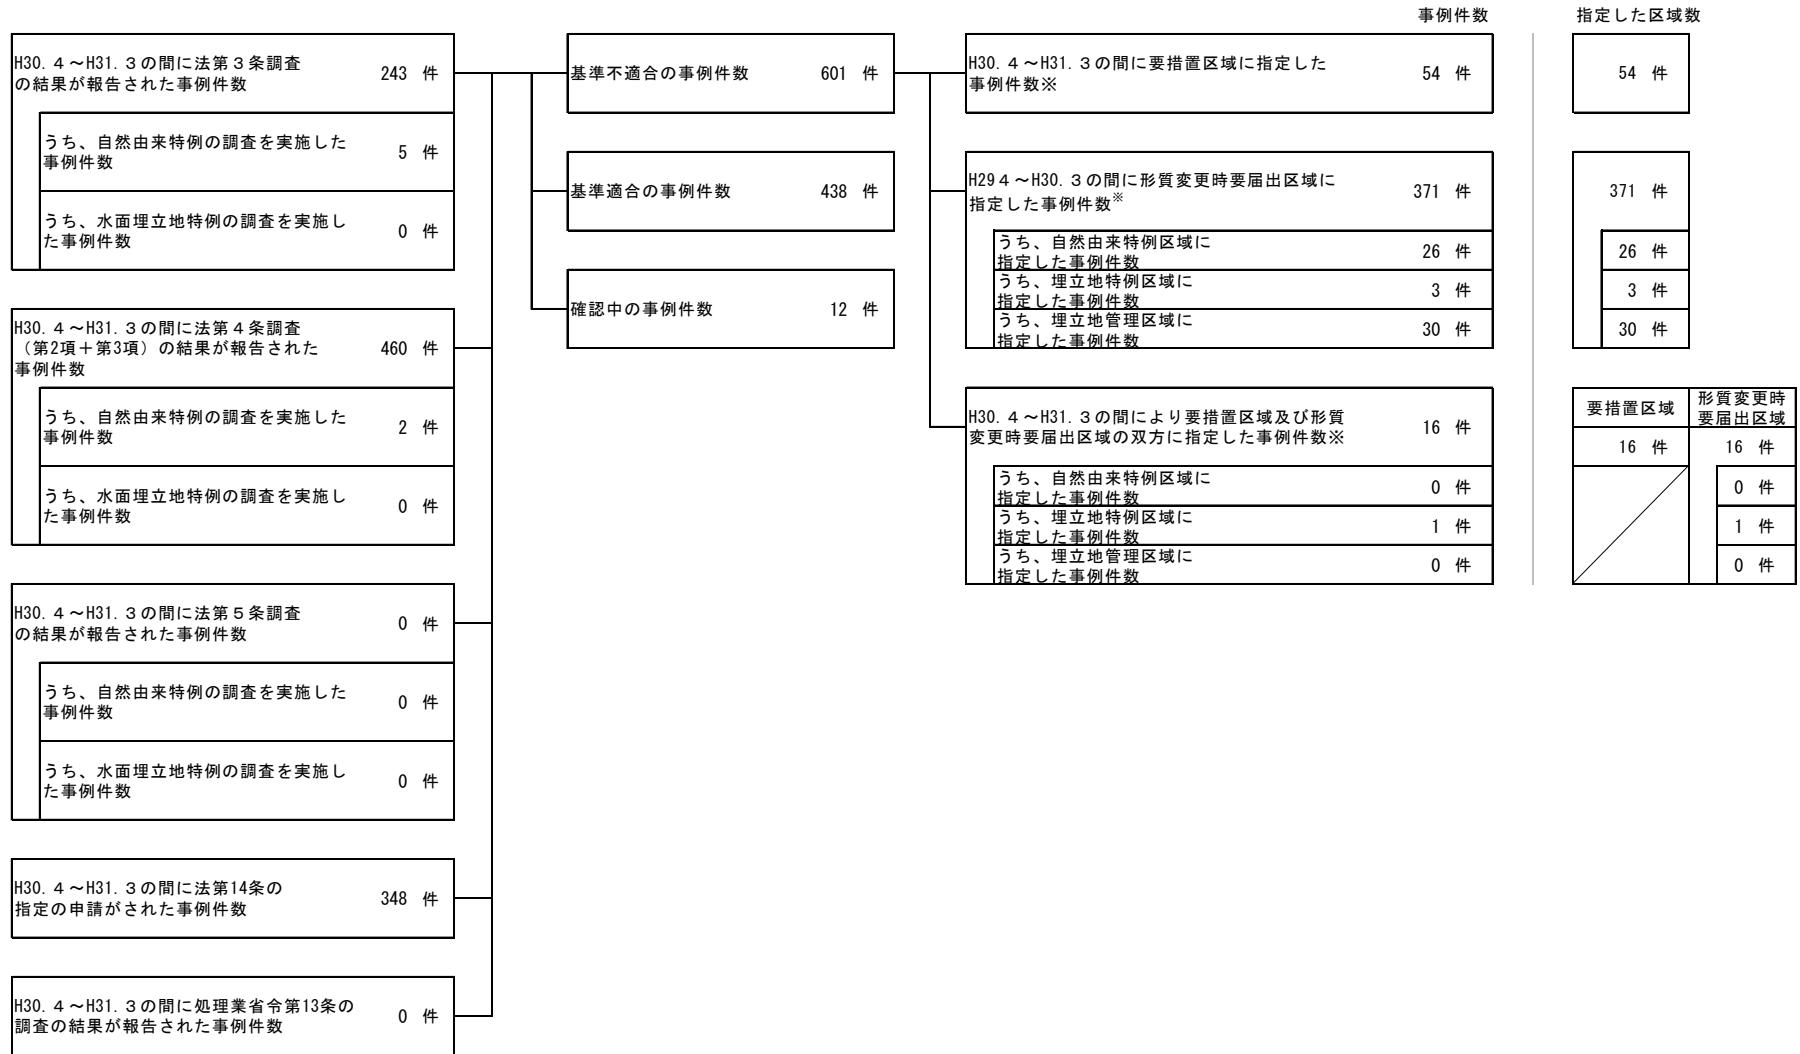 事例件数
指定した区域数
H30.４～H31.３の間に法第３条調査
の結果が報告された事例件数
243 件
うち、自然由来特例の調査を実施した
事例件数
5 件
うち、水面埋立地特例の調査を実施し
た事例件数
0 件
H30.４～H31.３の間に法第４条調査
（第2項＋第3項）の結果が報告された
事例件数
460 件
うち、自然由来特例の調査を実施した
事例件数
2 件
うち、水面埋立地特例の調査を実施し
た事例件数
0 件
H30.４～H31.３の間に法第５条調査
の結果が報告された事例件数
0 件
うち、自然由来特例の調査を実施した
事例件数
0 件
うち、水面埋立地特例の調査を実施し
た事例件数
0 件
H30.４～H31.３の間に法第14条の
指定の申請がされた事例件数
348 件
H30.４～H31.３の間に処理業省令第13条の
調査の結果が報告された事例件数
0 件
基準不適合の事例件数 601 件
基準適合の事例件数 438 件
確認中の事例件数 12 件
H30.４～H31.３の間に要措置区域に指定した
事例件数※
54 件
54 件
H29４～H30.３の間に形質変更時要届出区域に
指定した事例件数※
371 件
371 件
うち、自然由来特例区域に
指定した事例件数
26 件
26 件
うち、埋立地特例区域に
指定した事例件数
3 件
3 件
うち、埋立地管理区域に
指定した事例件数
30 件
30 件
H30.４～H31.３の間により要措置区域及び形質
変更時要届出区域の双方に指定した事例件数※
16 件
要措置区域
形質変更時
要届出区域
16 件
16 件
うち、自然由来特例区域に
指定した事例件数
0 件
0 件
うち、埋立地特例区域に
指定した事例件数
1 件
1 件
うち、埋立地管理区域に
指定した事例件数
0 件
0 件